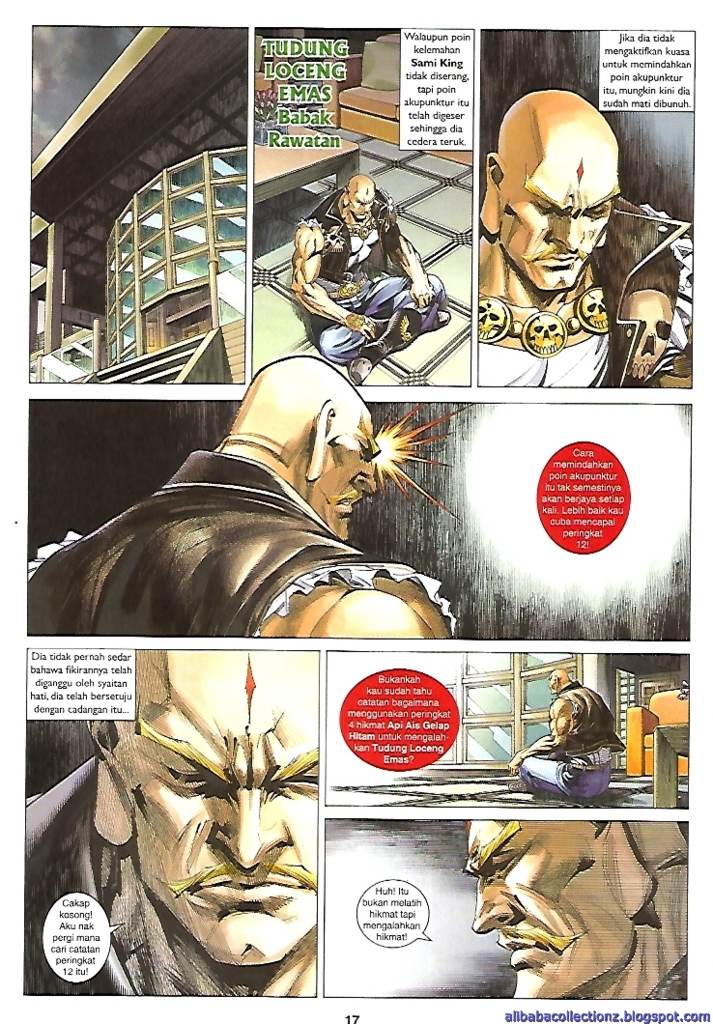 TUDUNG
LOCENG
EMAS
Babak
Rawatan
Walaupun poin
kelemahan
Sami King
tidak diserang,
tapi poin
akupunktur itu
telah digeser
sehingga dia
cedera teruk.
Jika dia tidak
mengaktifkan kuasa
untuk memindahkan
poin akupunktur
itu, mungkin kini dia
sudah mati dibunuh.
Cara
memindahkan
poin akupunktur
itu tak semestinya
akan berjaya setiap
kali. Lebih baik kau
cuba mencapai
peringkat
12!
Dia tidak pernah sedar
bahawa fikirannya telah
diganggu oleh syaitan
hati, dia telah bersetuju
dengan cadangan itu...
Cakap
kosong!
Aku nak
pergi mana
cari catatan
peringkat
12 itu!
Bukankah
kau sudah tahu
catatan bagaimana
menggunakan peringkat
4 hikmat Api Ais Gelap
Hitam untuk mengalah-
kan Tudung Loceng
Emas?
Huh! Itu
bukan melatih
hikmat tapi
mengalahkan
hikmat!
17
alibabacollectionz.blogspot.com